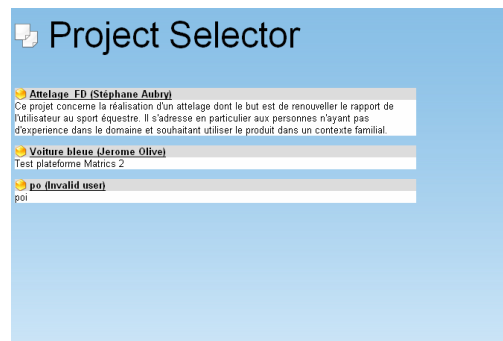 Project Selector
Attelage FD (Stéphane Aubry)
Ce projet concerne la réalisation d'un attelage dont le but est de renouveller le rapport de
l'utilisateur au sport équestre. Il s'adresse en particulier aux personnes n'ayant pas
d'experience dans le domaine et souhaitant utiliser le produit dans un contexte familial.
Voiture bleue (Jerome Olive)
Test plateforme Matrics 2
po (Invalid user)
poi